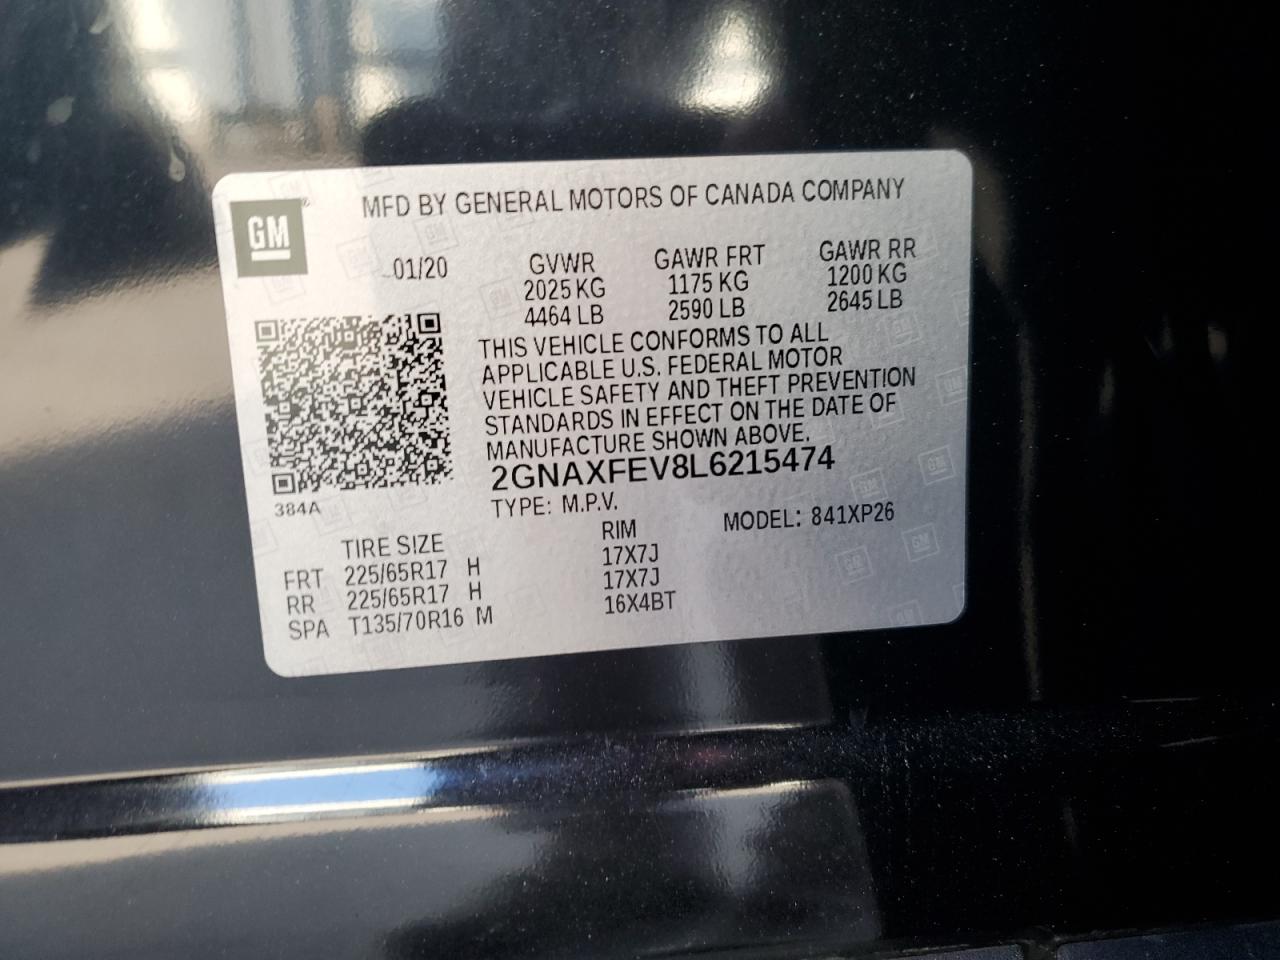 GM
MFD BY GENERAL MOTORS OF CANADA COMPANY
01/20
GVWR
2025 KG
4464 LB
GAWR FRT
1175 KG
2590 LB
GAWR RR
1200 KG
2645 LB
THIS VEHICLE CONFORMS TO ALL
APPLICABLE U.S. FEDERAL MOTOR
VEHICLE SAFETY AND THEFT PREVENTION
STANDARDS IN EFFECT ON THE DATE OF
MANUFACTURE SHOWN ABOVE.
2GNAXFEV8L6215474
384A
TYPE: M.P.V.
MODEL: 841XP26
TIRE SIZE RIM
FRT 225/65R17 H 17X7J
RR 225/65R17 H 17X7J
SPA T135/70R16 M 16X4BT